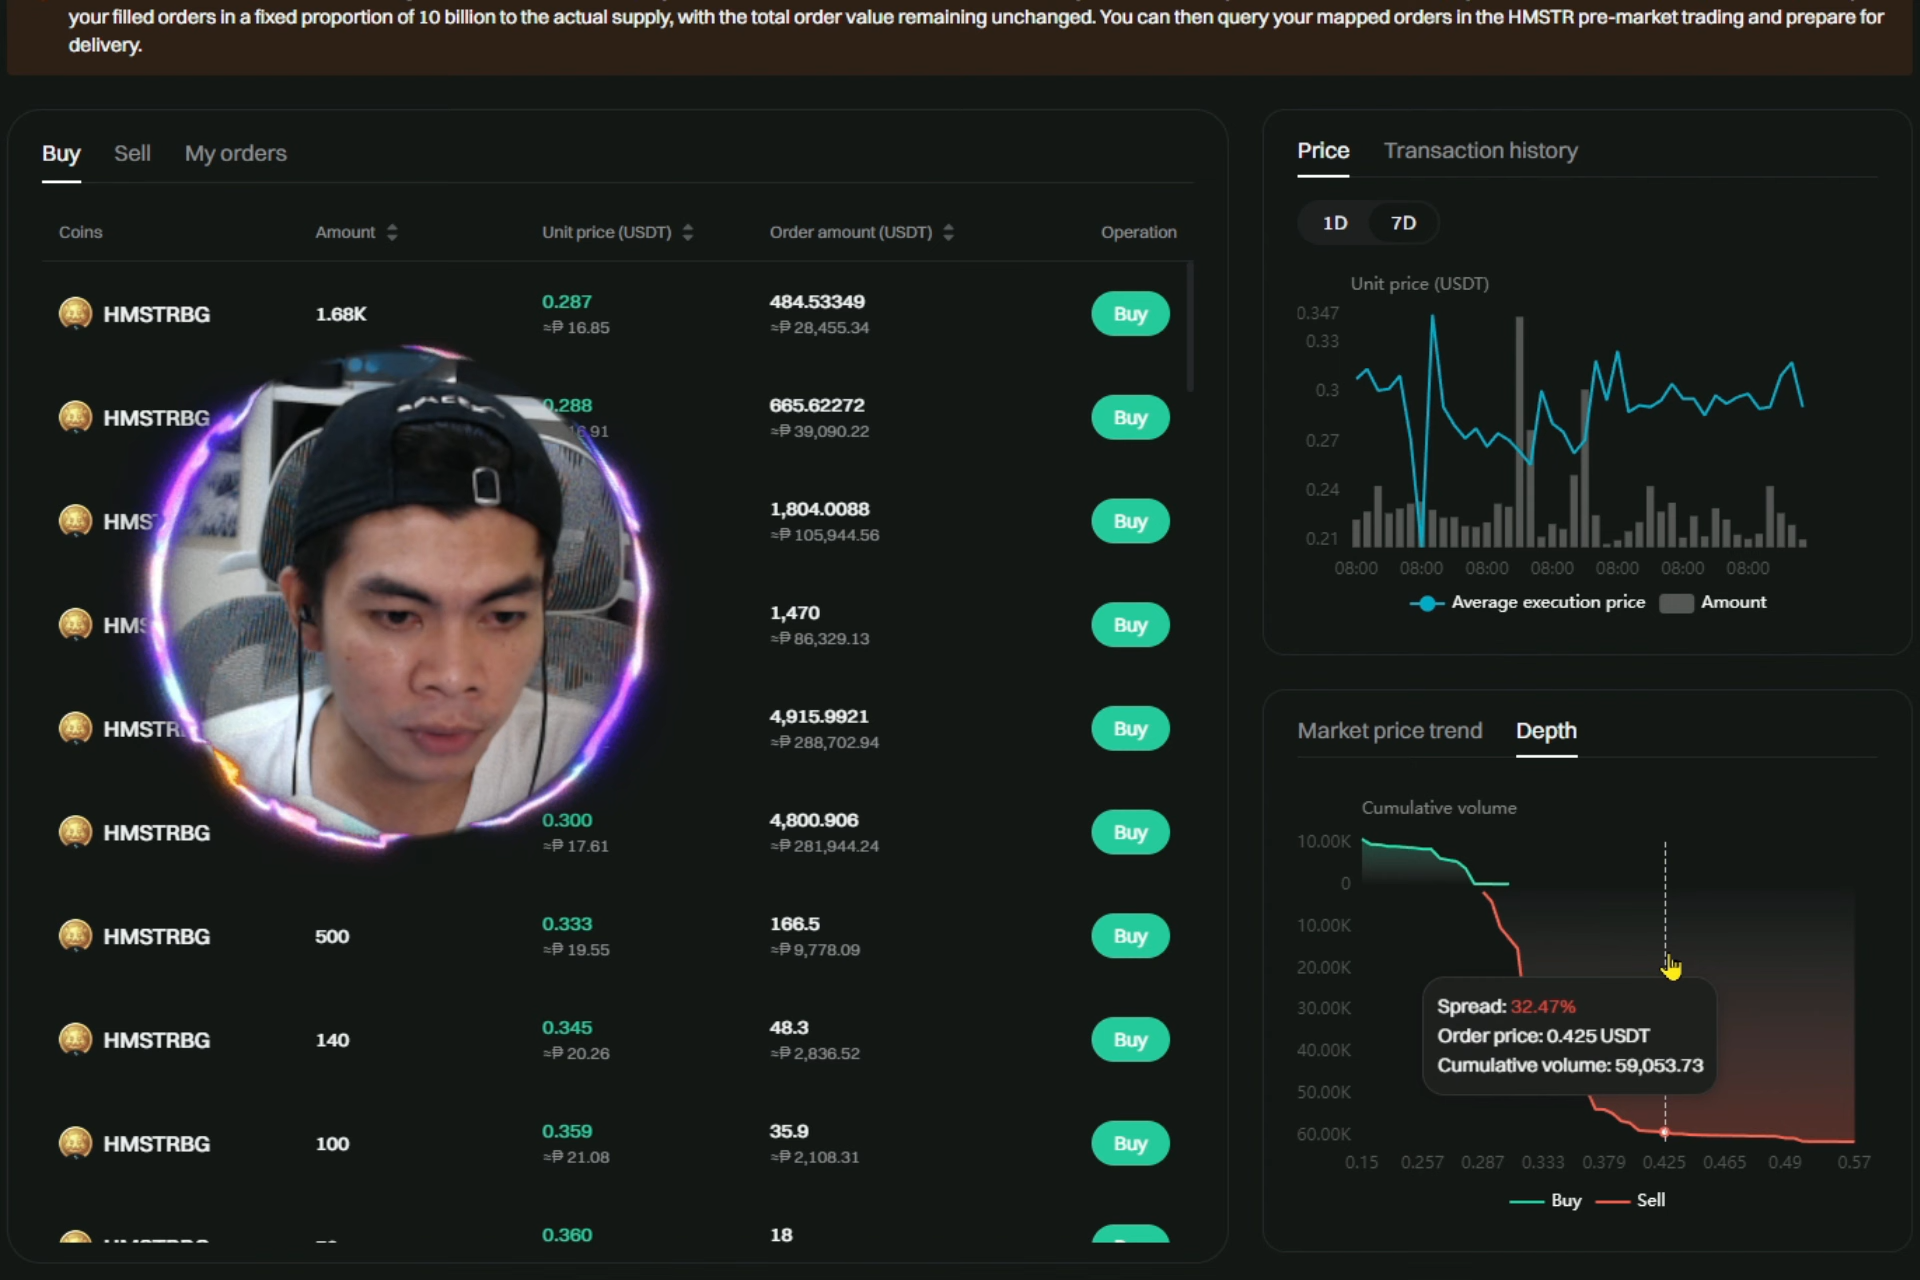 your filled orders in a fixed proportion of 10 billion to the actual supply, with the total order value remaining unchanged. You can then query your mapped orders in the HMSTR pre-market trading and prepare for
delivery.
Buy Sell My orders
Coins Amount Unit price (USDT) Order amount (USDT) Operation
HMSTRBG 1.68K 0.287 484.53349 Buy
≈₱ 16.85 ≈₱ 28,455.34
HMSTRBG 0.288 665.62272 Buy
16.91 ≈₱ 39,090.22
HMST 1,804.0088 Buy
≈₱ 105,944.56
HMS 1,470 Buy
≈₱ 86,329.13
HMSTR 4,915.9921 Buy
≈₱ 288,702.94
HMSTRBG 0.300 4,800.906 Buy
≈₱ 17.61 ≈₱ 281,944.24
HMSTRBG 500 0.333 166.5 Buy
≈₱ 19.55 ≈₱ 9,778.09
HMSTRBG 140 0.345 48.3 Buy
≈₱ 20.26 ≈₱ 2,836.52
HMSTRBG 100 0.359 35.9 Buy
≈₱ 21.08 ≈₱ 2,108.31
0.360 18
Price Transaction history
1D 7D
Unit price (USDT)
0.347
0.33
0.3
0.27
0.24
0.21
08:00 08:00 08:00 08:00 08:00 08:00 08:00
Average execution price Amount
Market price trend Depth
Cumulative volume
10.00K
0
10.00K
20.00K
30.00K
40.00K
50.00K
60.00K
Spread: 32.47%
Order price: 0.425 USDT
Cumulative volume: 59,053.73
0.15 0.257 0.287 0.333 0.379 0.425 0.465 0.49 0.57
Buy Sell